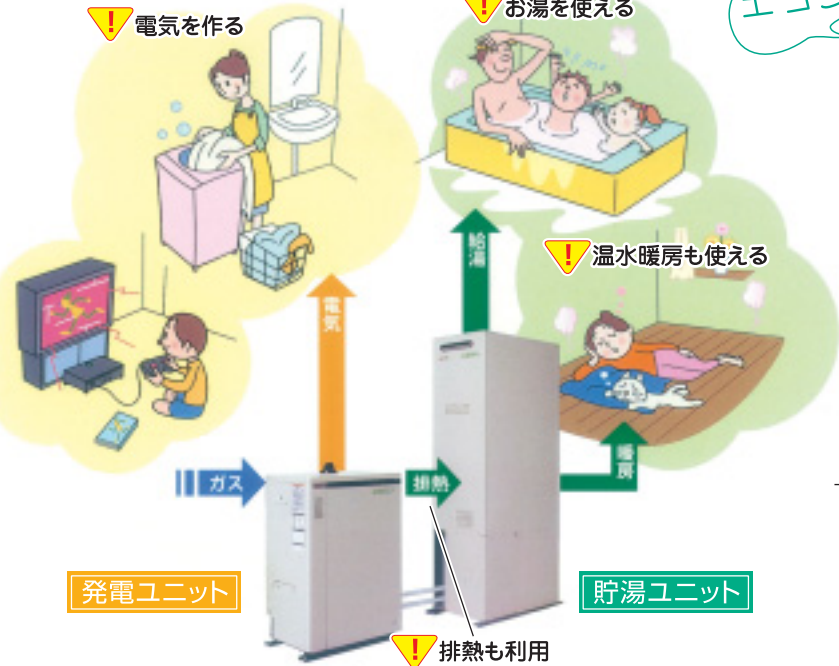 電気を作る
お湯を使える
エコ
給湯
温水暖房も使える
電気
暖房
ガス
排熱
発電ユニット
貯湯ユニット
排熱も利用